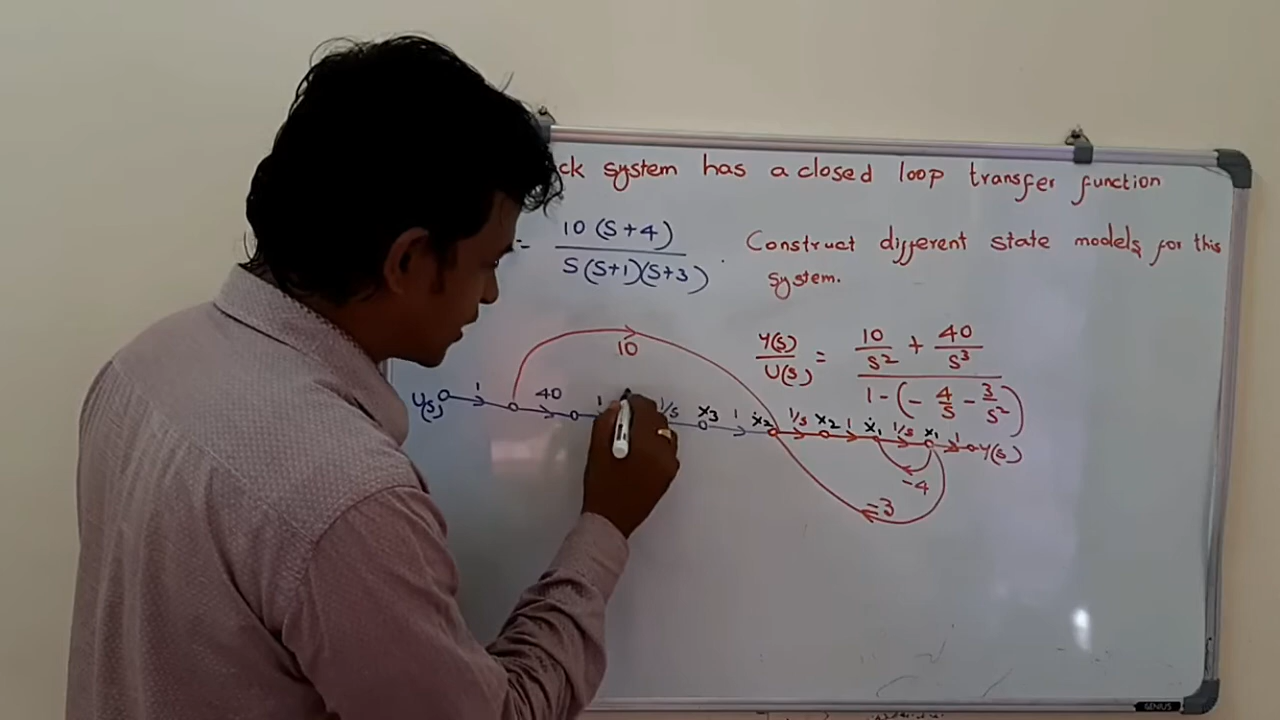 ck system has a closed loop transfer function
= 10 (S+4) / S(S+1)(S+3) . Construct different state models for this
system.
Y(S) / U(S) = 10/S² + 40/S³ / 1-(-4/S - 3/S²)
10
U(S) 1 40 1 1/S X3 1 Ẋ2 1/S X2 1 Ẋ1 1/S X1 1 Y(S)
-4
-3
GENIUS